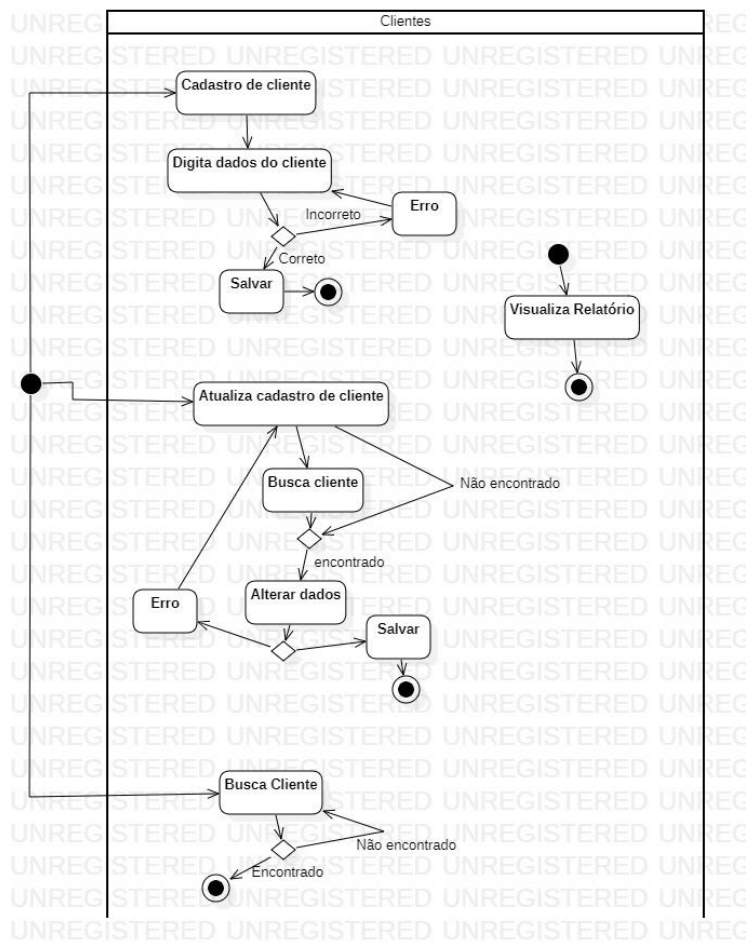 Clientes
Cadastro de cliente
Digita dados do cliente
Erro
Incorreto
Correto
Salvar
Visualiza Relatório
Atualiza cadastro de cliente
Busca cliente
Não encontrado
encontrado
Alterar dados
Erro
Salvar
Busca Cliente
Não encontrado
Encontrado
UNREGISTERED